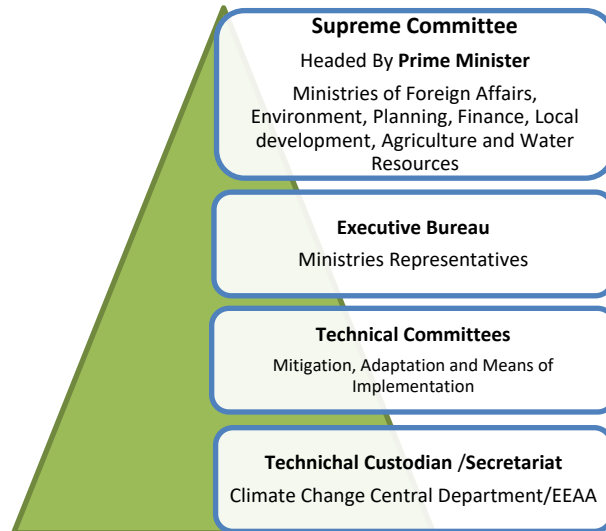 Supreme Committee
Headed By Prime Minister
Ministries of Foreign Affairs,
Environment, Planning, Finance, Local
development, Agriculture and Water
Resources
Executive Bureau
Ministries Representatives
Technical Committees
Mitigation, Adaptation and Means of
Implementation
Technichal Custodian /Secretariat
Climate Change Central Department/EEAA